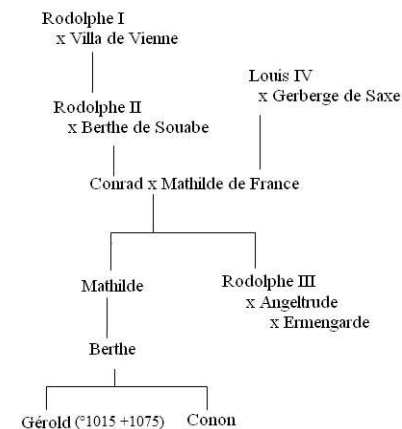 Rodolphe I
x Villa de Vienne
Louis IV
x Gerberge de Saxe
Rodolphe II
x Berthe de Souabe
Conrad x Mathilde de France
Mathilde
Rodolphe III
x Angeltrude
x Ermengarde
Berthe
Gérold (°1015 +1075)
Conon